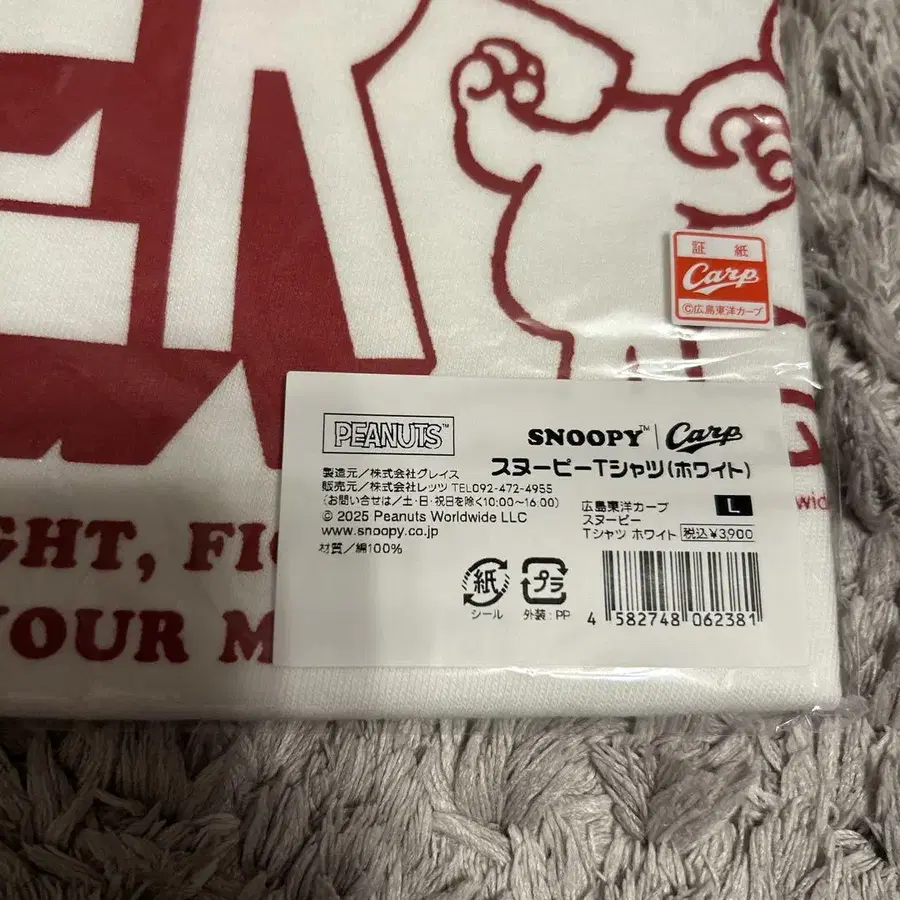 証 紙
Carp
©広島東洋カープ
PEANUTS™
SNOOPY™ | Carp
スヌーピーTシャツ(ホワイト)
製造元/株式会社グレイス
販売元/株式会社レッツ TEL092-472-4955
(お問い合せは/土・日・祝日を除く10:00~16:00)
© 2025 Peanuts Worldwide LLC
www.snoopy.co.jp
材質/綿100%
広島東洋カープ
スヌーピー
Tシャツ ホワイト
L
税込¥3,900
紙
シール
プラ
外装:PP
4 582748 062381
GHT, FIG
YOUR M
wid